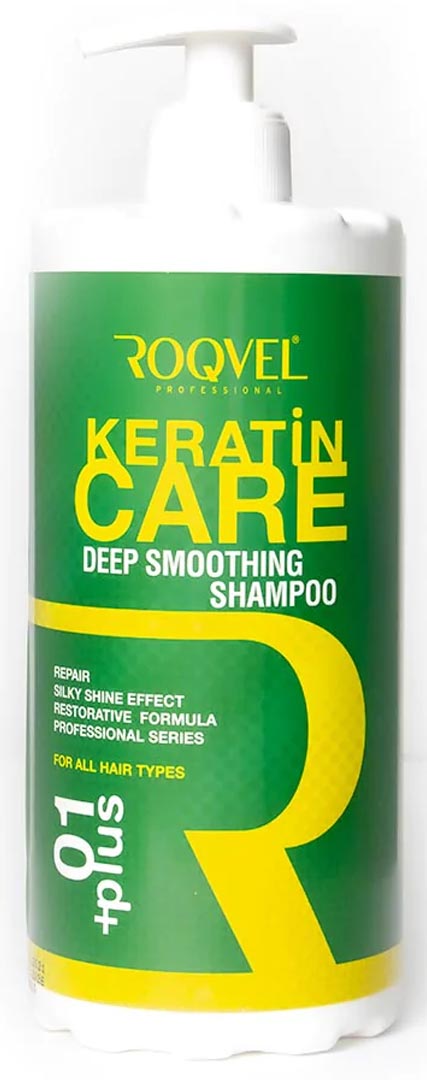 ROQVEL®
PROFESSIONAL
KERATiN
CARE
DEEP SMOOTHING
SHAMPOO
REPAIR
SILKY SHINE EFFECT
RESTORATIVE FORMULA
PROFESSIONAL SERIES
FOR ALL HAIR TYPES
01
+plus